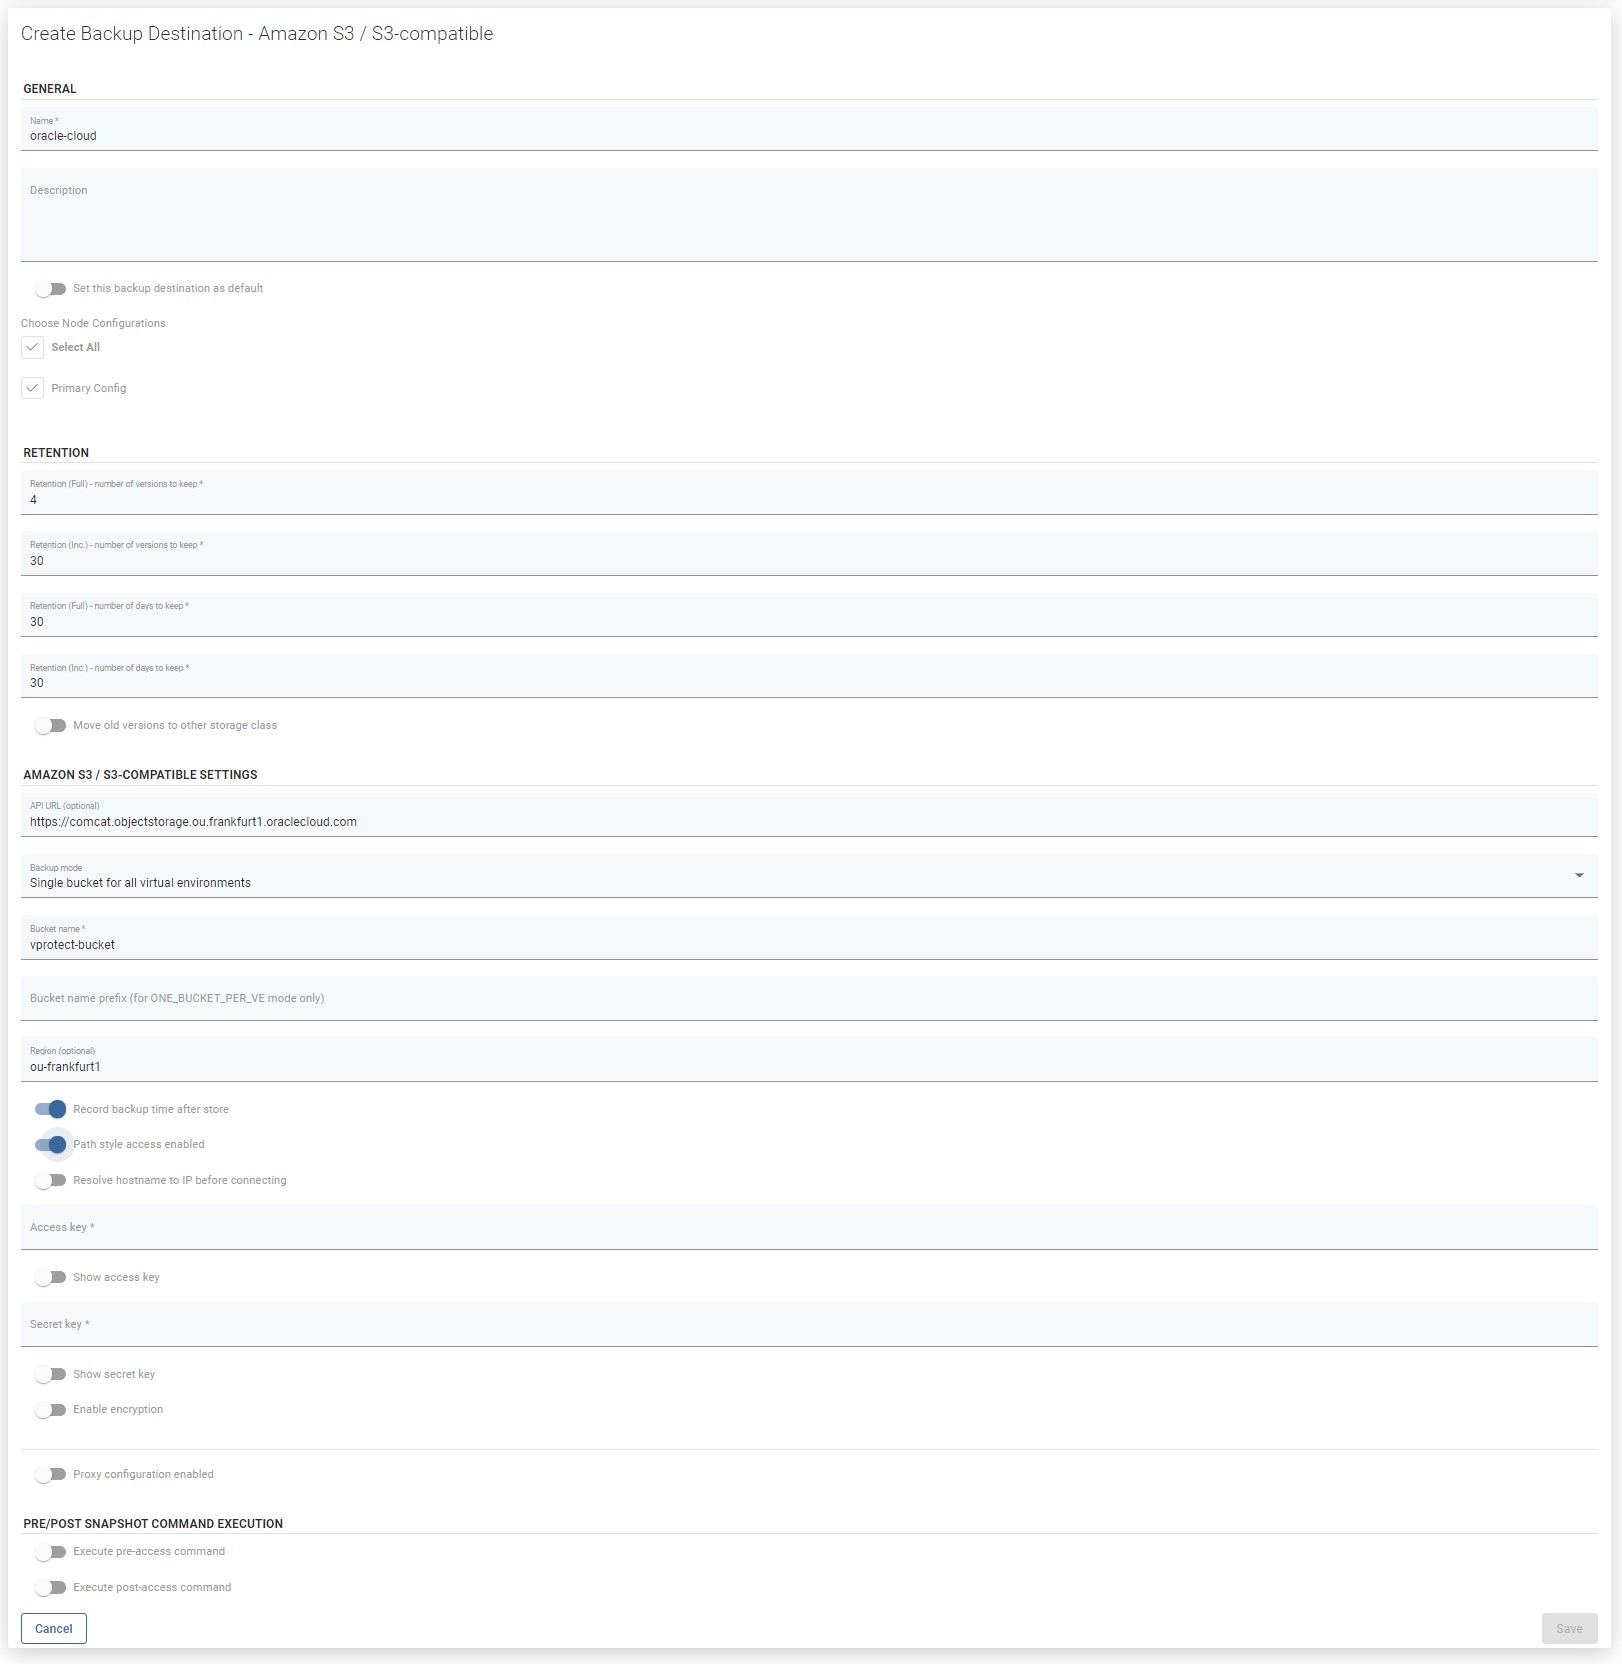 Create Backup Destination - Amazon S3 / S3-compatible
GENERAL
Name *
oracle-cloud
Description
Set this backup destination as default
Choose Node Configurations
Select All
Primary Config
RETENTION
Retention (Full) - number of versions to keep *
4
Retention (Inc.) - number of versions to keep *
30
Retention (Full) - number of days to keep *
30
Retention (Inc.) - number of days to keep *
30
Move old versions to other storage class
AMAZON S3 / S3-COMPATIBLE SETTINGS
API URL (optional)
https://comcat.objectstorage.ou.frankfurt1.oraclecloud.com
Backup mode
Single bucket for all virtual environments
Bucket name *
vprotect-bucket
Bucket name prefix (for ONE_BUCKET_PER_VE mode only)
Region (optional)
ou-frankfurt1
Record backup time after store
Path style access enabled
Resolve hostname to IP before connecting
Access key *
Show access key
Secret key *
Show secret key
Enable encryption
Proxy configuration enabled
PRE/POST SNAPSHOT COMMAND EXECUTION
Execute pre-access command
Execute post-access command
Cancel
Save